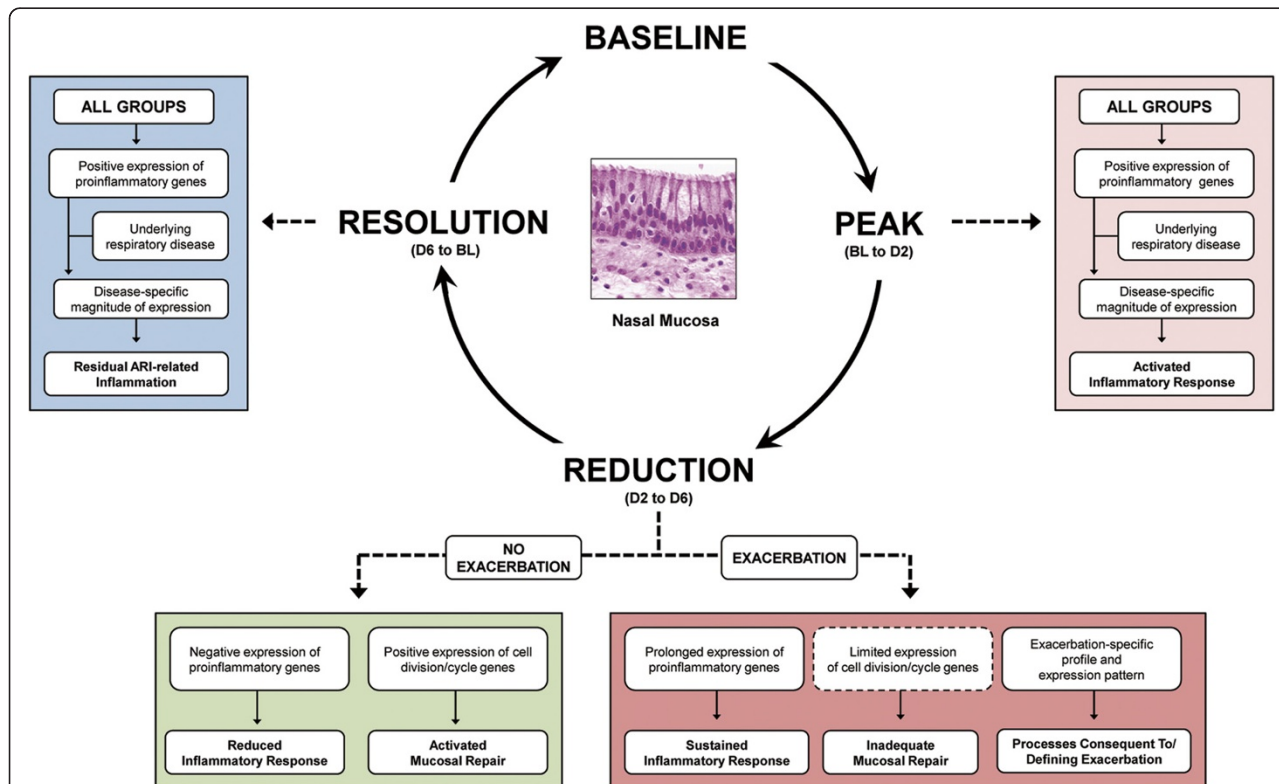 BASELINE
ALL GROUPS
Positive expression of
proinflammatory genes
Underlying
respiratory disease
Disease-specific
magnitude of expression
Residual ARI-related
Inflammation
RESOLUTION
(D6 to BL)
Nasal Mucosa
PEAK
(BL to D2)
ALL GROUPS
Positive expression of
proinflammatory genes
Underlying
respiratory disease
Disease-specific
magnitude of expression
Activated
Inflammatory Response
REDUCTION
(D2 to D6)
NO
EXACERBATION
EXACERBATION
Negative expression of
proinflammatory genes
Positive expression of cell
division/cycle genes
Reduced
Inflammatory Response
Activated
Mucosal Repair
Prolonged expression of
proinflammatory genes
Limited expression
of cell division/cycle genes
Exacerbation-specific
profile and
expression pattern
Sustained
Inflammatory Response
Inadequate
Mucosal Repair
Processes Consequent To/
Defining Exacerbation